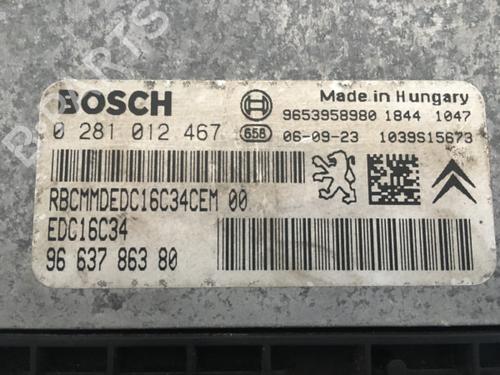 BOSCH
0 281 012 467
Made in Hungary
9653958980 1844 1047
658 06-09-23 1039S15673
RBCMMDEDC16C34CEM 00
EDC16C34
96 637 863 80
B-PARTS